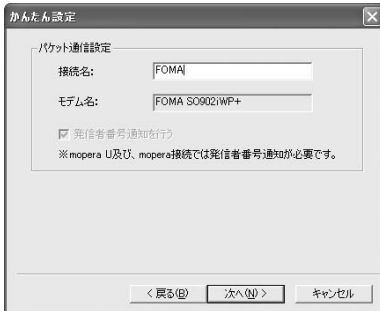 かんたん設定
パケット通信設定
接続名: FOMA
モデム名: FOMA SO902iWP+
発信者番号通知を行う
※mopera U及び、mopera接続では発信者番号通知が必要です。
< 戻る(B) 次へ(N) > キャンセル